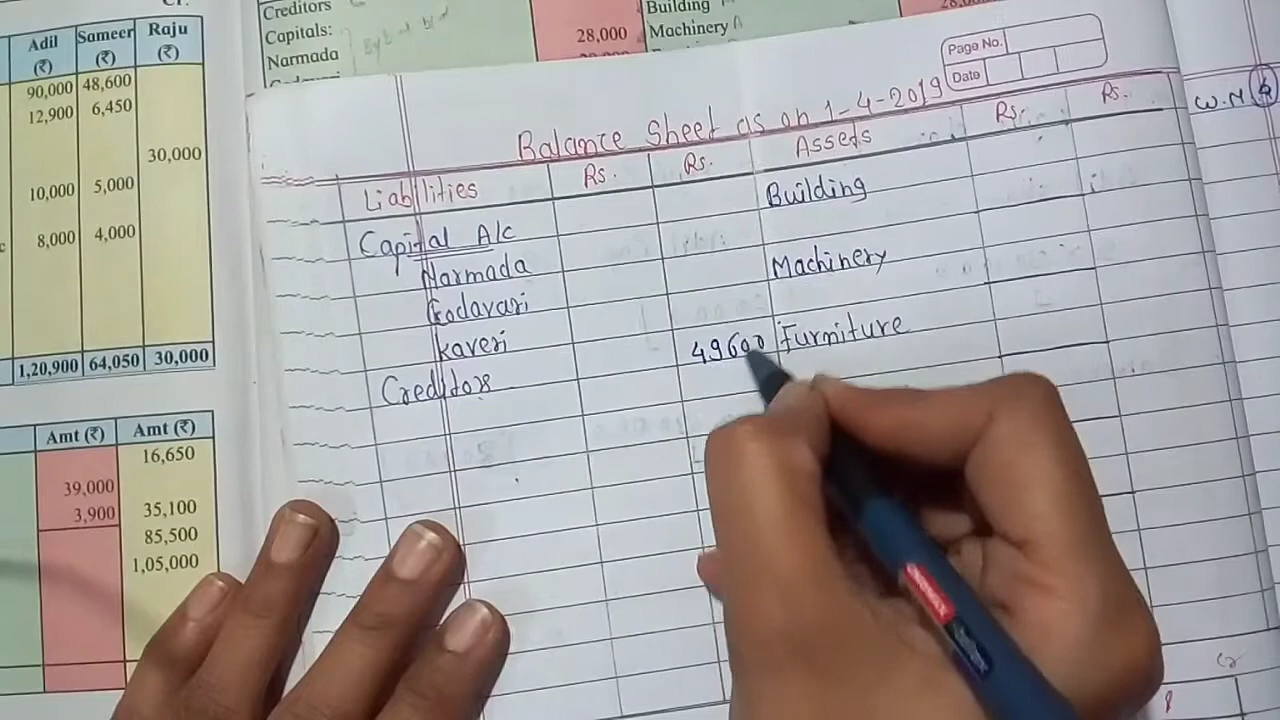 Cr.
Adil Sameer Raju
(₹) (₹) (₹)
90,000 48,600
12,900 6,450
30,000
10,000 5,000
8,000 4,000
1,20,900 64,050 30,000
Amt (₹) Amt (₹)
16,650
39,000
3,900 35,100
85,500
1,05,000
Creditors Building
Capitals: 28,000 Machinery
Narmada
Page No.
Date
Balance Sheet as on 1-4-2019
Liabilities Rs. Rs. Assets Rs. Rs.
Capital A/c Building
Narmada
Godavari Machinery
Kaveri
Creditors 49600 Furniture
W.N 4